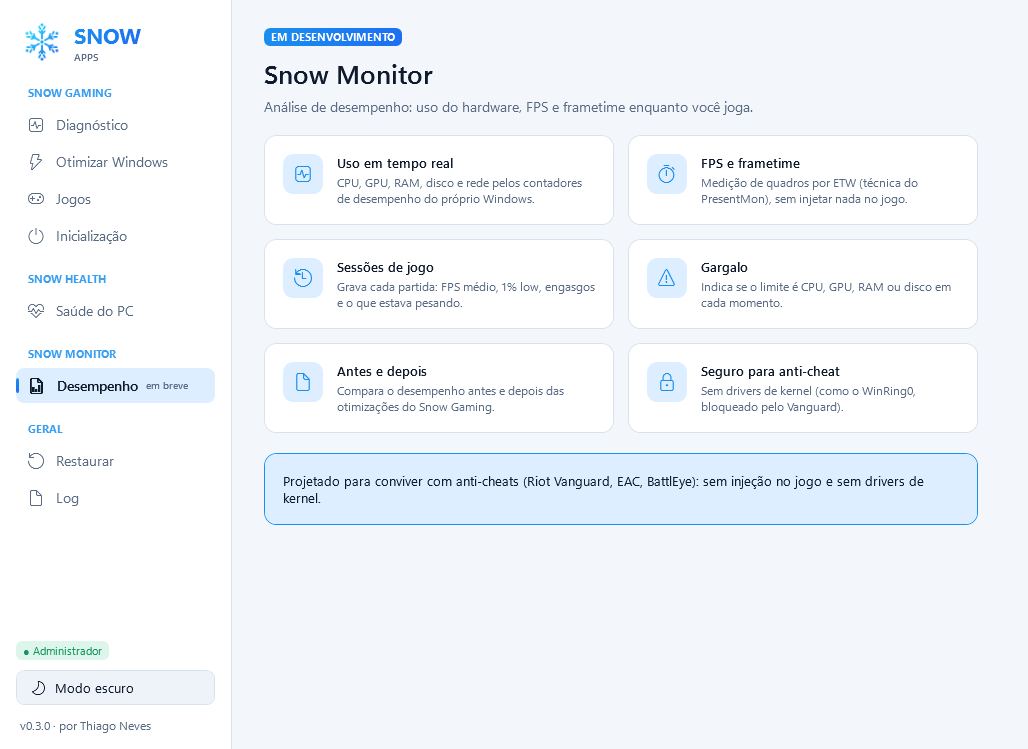 SNOW
APPS
SNOW GAMING
Diagnóstico
Otimizar Windows
Jogos
Inicialização
SNOW HEALTH
Saúde do PC
SNOW MONITOR
Desempenho em breve
GERAL
Restaurar
Log
Administrador
Modo escuro
v0.3.0 · por Thiago Neves
EM DESENVOLVIMENTO
Snow Monitor
Análise de desempenho: uso do hardware, FPS e frametime enquanto você joga.
Uso em tempo real
CPU, GPU, RAM, disco e rede pelos contadores
de desempenho do próprio Windows.
FPS e frametime
Medição de quadros por ETW (técnica do
PresentMon), sem injetar nada no jogo.
Sessões de jogo
Grava cada partida: FPS médio, 1% low, engasgos
e o que estava pesando.
Gargalo
Indica se o limite é CPU, GPU, RAM ou disco em
cada momento.
Antes e depois
Compara o desempenho antes e depois das
otimizações do Snow Gaming.
Seguro para anti-cheat
Sem drivers de kernel (como o WinRing0,
bloqueado pelo Vanguard).
Projetado para conviver com anti-cheats (Riot Vanguard, EAC, BattlEye): sem injeção no jogo e sem drivers de
kernel.